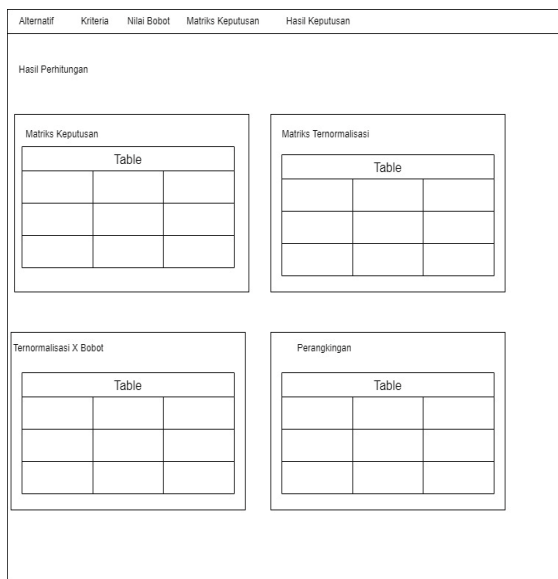 Alternatif Kriteria Nilai Bobot Matriks Keputusan Hasil Keputusan
Hasil Perhitungan
Matriks Keputusan
Table
Matriks Ternormalisasi
Table
Ternormalisasi X Bobot
Table
Perangkingan
Table